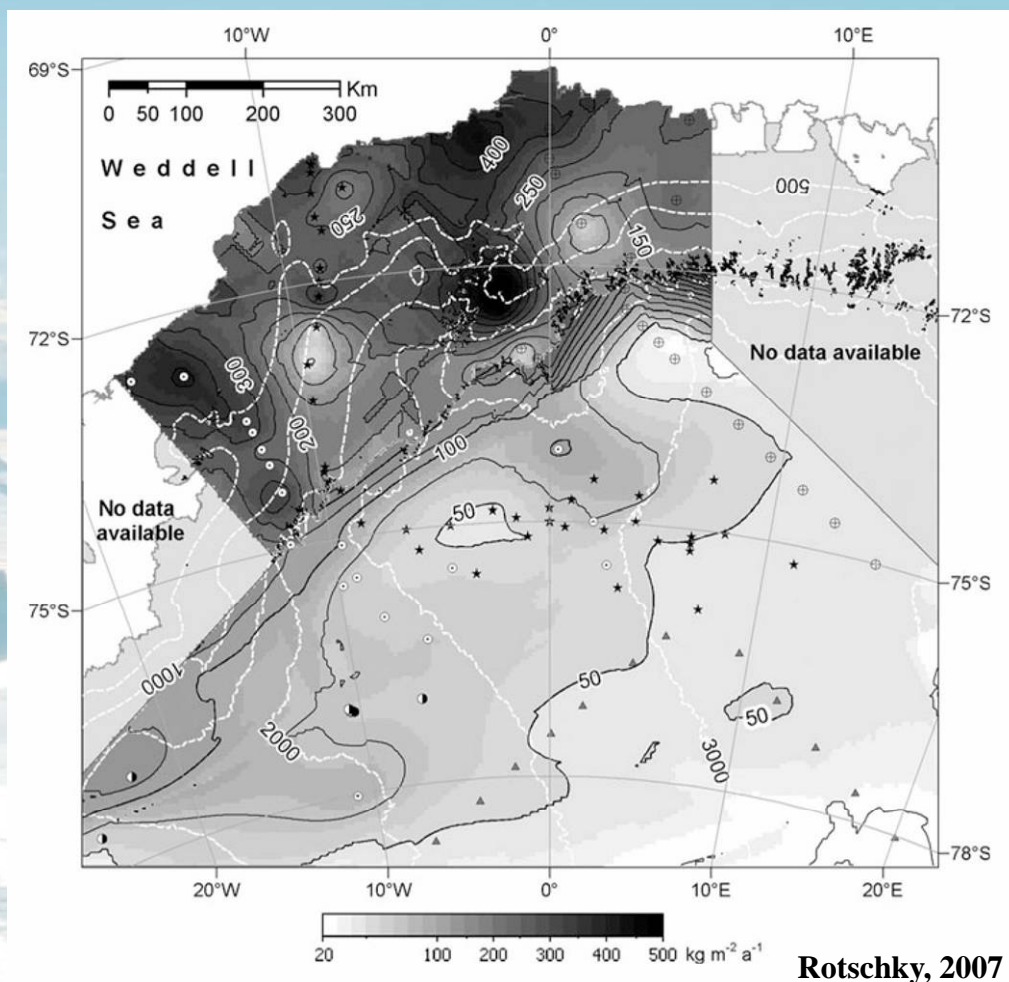 10°W 0° 10°E
69°S
Km
0 50 100 200 300
Weddell
Sea
400
250
500
250
150
72°S
72°S
No data available
300
200
100
No data
available
50
75°S
75°S
1000
50
50
2000
3000
78°S
20°W 10°W 0° 10°E 20°E
20 100 200 300 400 500 kg m⁻² a⁻¹
Rotschky, 2007